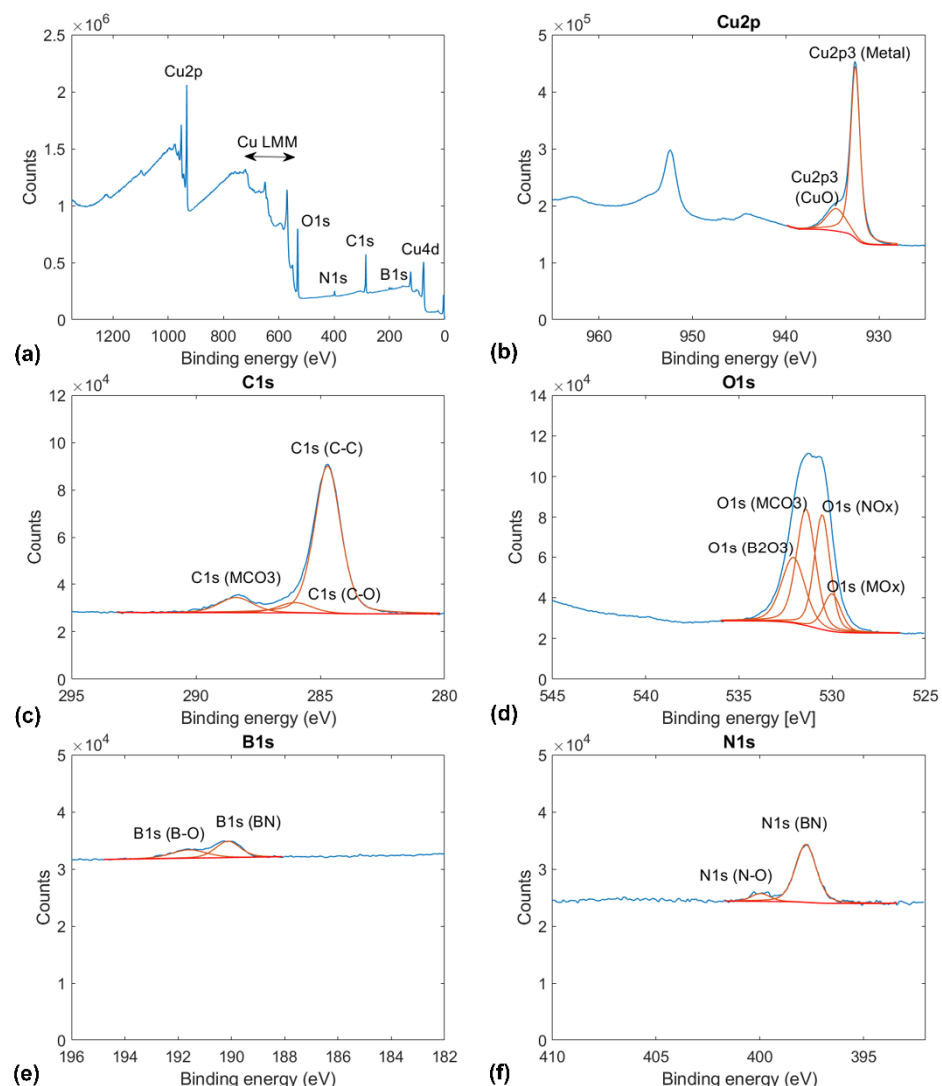 ×10^6
2.5
2
1.5
1
0.5
0
Counts
Cu2p
Cu LMM
O1s
N1s
C1s
B1s
Cu4d
1200 1000 800 600 400 200 0
Binding energy (eV)
(a)
Cu2p
×10^5
5
4
3
2
1
0
Counts
Cu2p3 (Metal)
Cu2p3
(CuO)
960 950 940 930
Binding energy (eV)
(b)
C1s
×10^4
12
10
8
6
4
2
0
Counts
C1s (C-C)
C1s (MCO3)
C1s (C-O)
295 290 285 280
Binding energy (eV)
(c)
O1s
×10^4
14
12
10
8
6
4
2
0
Counts
O1s (MCO3)
O1s (NOx)
O1s (B2O3)
O1s (MOx)
545 540 535 530 525
Binding energy [eV]
(d)
B1s
×10^4
5
4
3
2
1
0
Counts
B1s (B-O)
B1s (BN)
196 194 192 190 188 186 184 182
Binding energy (eV)
(e)
N1s
×10^4
5
4
3
2
1
0
Counts
N1s (BN)
N1s (N-O)
410 405 400 395
Binding energy (eV)
(f)